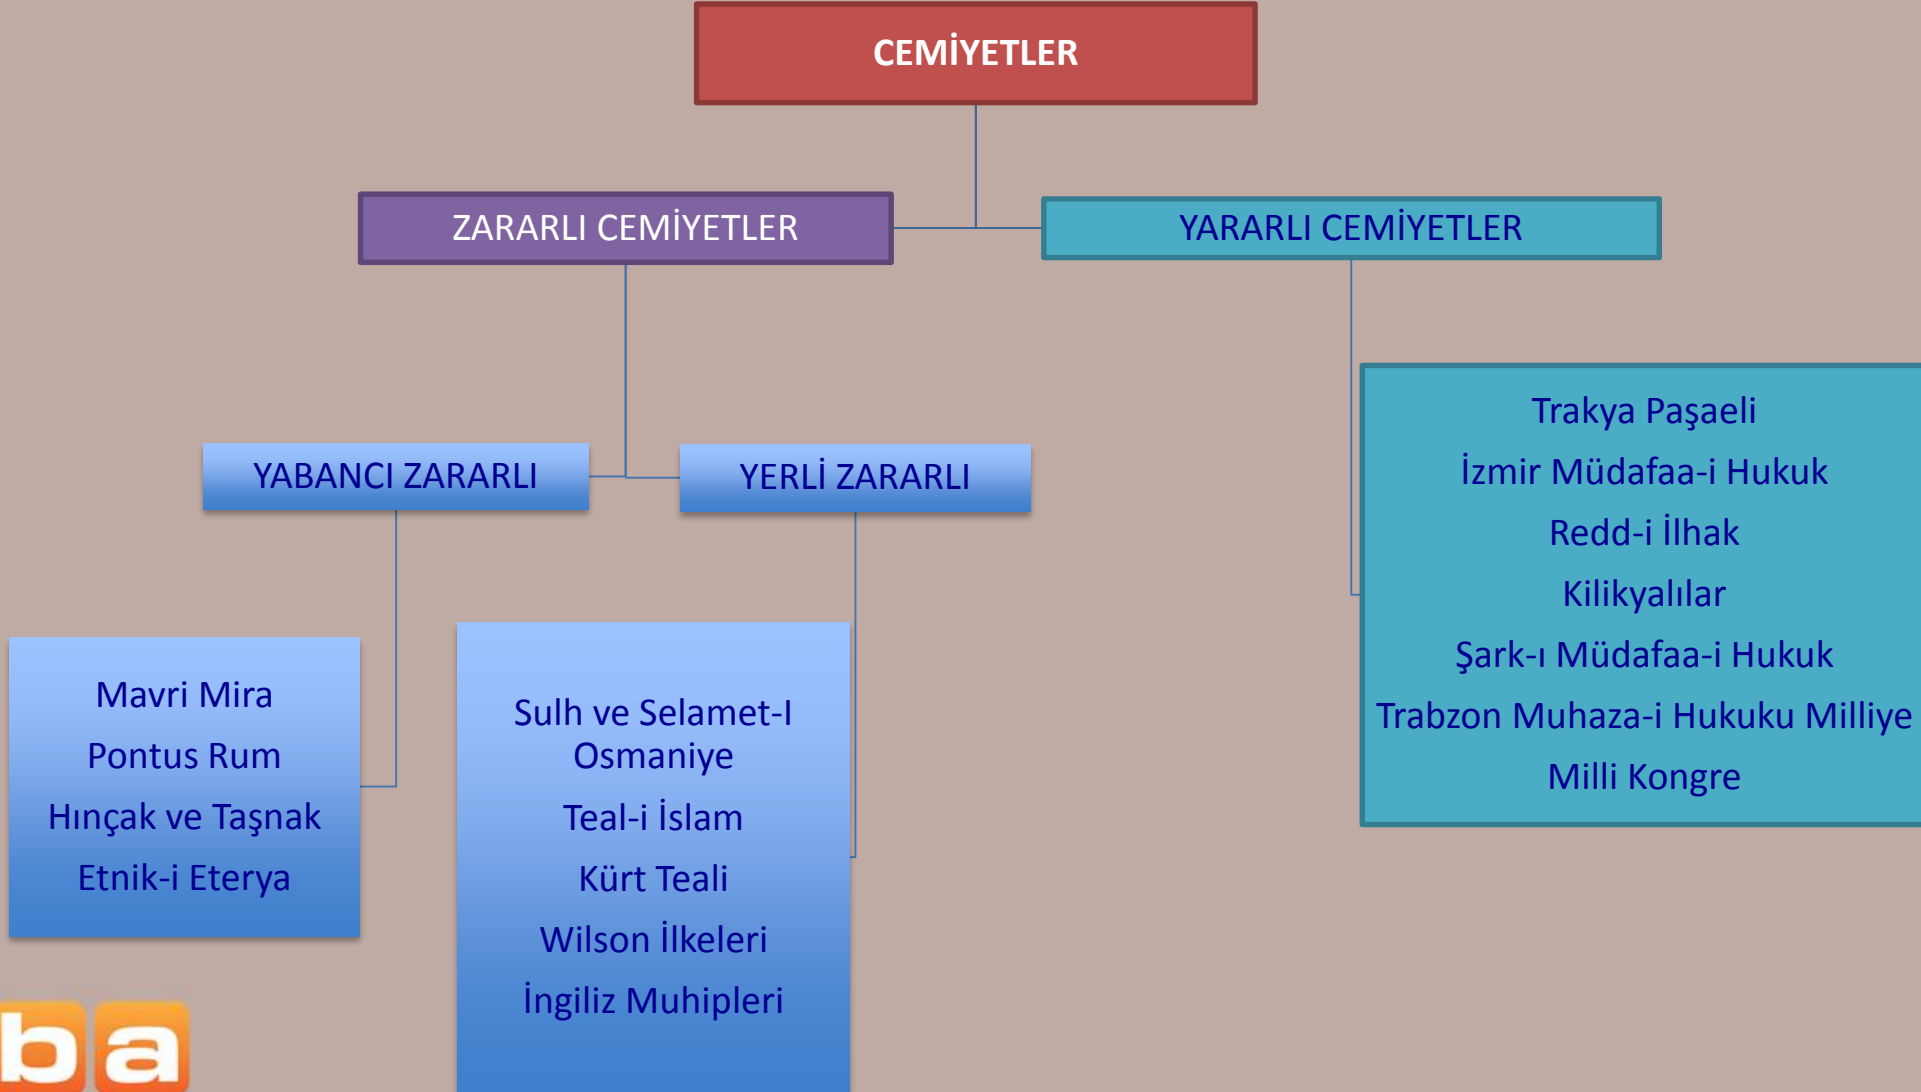 CEMİYETLER
ZARARLI CEMİYETLER
YARARLI CEMİYETLER
YABANCI ZARARLI
YERLİ ZARARLI
Mavri Mira
Pontus Rum
Hınçak ve Taşnak
Etnik-i Eterya
Sulh ve Selamet-I
Osmaniye
Teal-i İslam
Kürt Teali
Wilson İlkeleri
İngiliz Muhipleri
Trakya Paşaeli
İzmir Müdafaa-i Hukuk
Redd-i İlhak
Kilikyalılar
Şark-ı Müdafaa-i Hukuk
Trabzon Muhaza-i Hukuku Milliye
Milli Kongre
ba